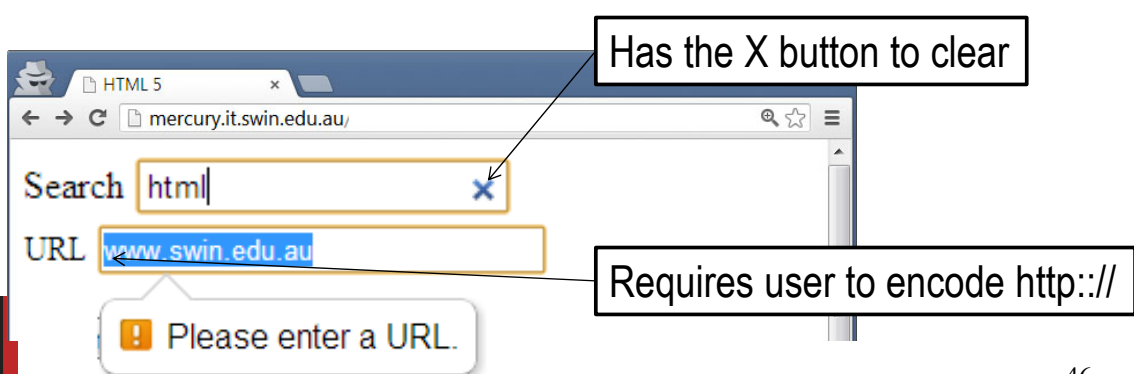 Has the X button to clear
HTML 5
mercury.it.swin.edu.au/
Search html
URL www.swin.edu.au
Requires user to encode http:://
Please enter a URL.